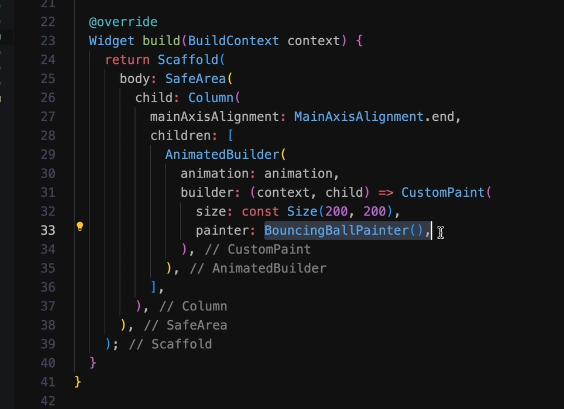 21
22 @override
23 Widget build(BuildContext context) {
24 return Scaffold(
25 body: SafeArea(
26 child: Column(
27 mainAxisAlignment: MainAxisAlignment.end,
28 children: [
29 AnimatedBuilder(
30 animation: animation,
31 builder: (context, child) => CustomPaint(
32 size: const Size(200, 200),
33 painter: BouncingBallPainter(),
34 ), // CustomPaint
35 ), // AnimatedBuilder
36 ],
37 ), // Column
38 ), // SafeArea
39 ); // Scaffold
40 }
41 }
42